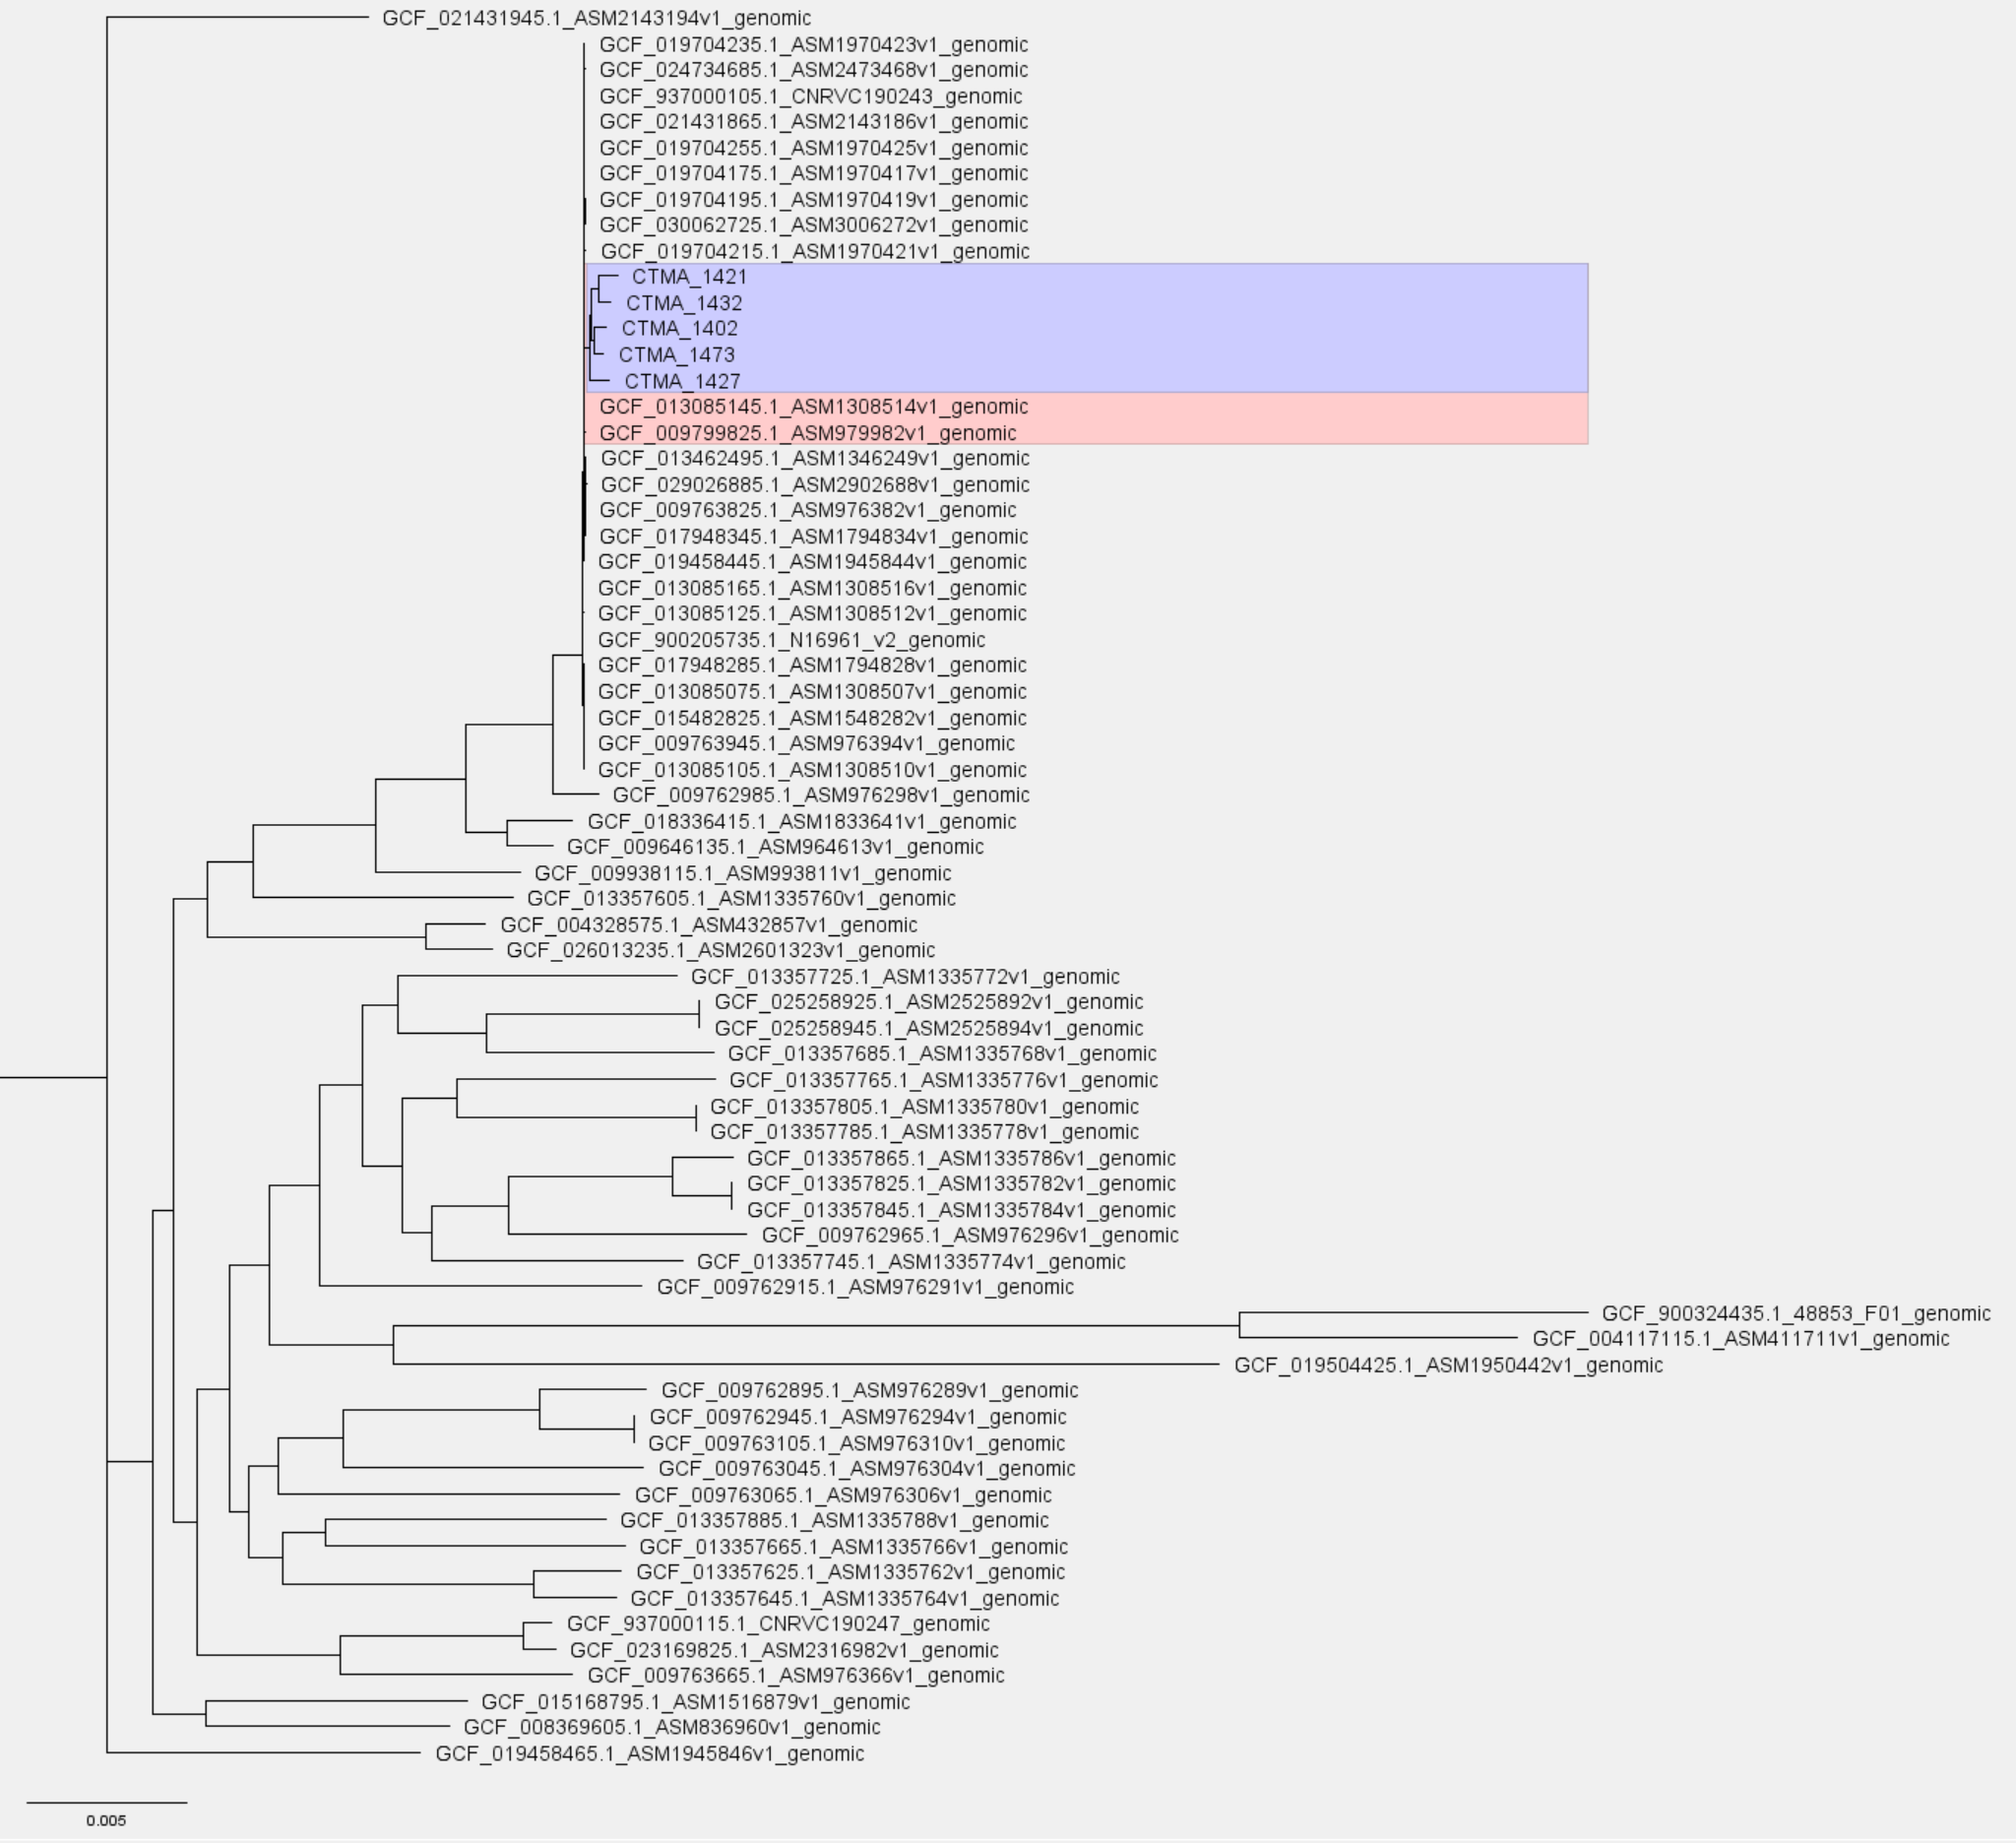 GCF_021431945.1_ASM2143194v1_genomic
GCF_019704235.1_ASM1970423v1_genomic
GCF_024734685.1_ASM2473468v1_genomic
GCF_937000105.1_CNRVC190243_genomic
GCF_021431865.1_ASM2143186v1_genomic
GCF_019704255.1_ASM1970425v1_genomic
GCF_019704175.1_ASM1970417v1_genomic
GCF_019704195.1_ASM1970419v1_genomic
GCF_030062725.1_ASM3006272v1_genomic
GCF_019704215.1_ASM1970421v1_genomic
CTMA_1421
CTMA_1432
CTMA_1402
CTMA_1473
CTMA_1427
GCF_013085145.1_ASM1308514v1_genomic
GCF_009799825.1_ASM979982v1_genomic
GCF_013462495.1_ASM1346249v1_genomic
GCF_029026885.1_ASM2902688v1_genomic
GCF_009763825.1_ASM976382v1_genomic
GCF_017948345.1_ASM1794834v1_genomic
GCF_019458445.1_ASM1945844v1_genomic
GCF_013085165.1_ASM1308516v1_genomic
GCF_013085125.1_ASM1308512v1_genomic
GCF_900205735.1_N16961_v2_genomic
GCF_017948285.1_ASM1794828v1_genomic
GCF_013085075.1_ASM1308507v1_genomic
GCF_015482825.1_ASM1548282v1_genomic
GCF_009763945.1_ASM976394v1_genomic
GCF_013085105.1_ASM1308510v1_genomic
GCF_009762985.1_ASM976298v1_genomic
GCF_018336415.1_ASM1833641v1_genomic
GCF_009646135.1_ASM964613v1_genomic
GCF_009938115.1_ASM993811v1_genomic
GCF_013357605.1_ASM1335760v1_genomic
GCF_004328575.1_ASM432857v1_genomic
GCF_026013235.1_ASM2601323v1_genomic
GCF_013357725.1_ASM1335772v1_genomic
GCF_025258925.1_ASM2525892v1_genomic
GCF_025258945.1_ASM2525894v1_genomic
GCF_013357685.1_ASM1335768v1_genomic
GCF_013357765.1_ASM1335776v1_genomic
GCF_013357805.1_ASM1335780v1_genomic
GCF_013357785.1_ASM1335778v1_genomic
GCF_013357865.1_ASM1335786v1_genomic
GCF_013357825.1_ASM1335782v1_genomic
GCF_013357845.1_ASM1335784v1_genomic
GCF_009762965.1_ASM976296v1_genomic
GCF_013357745.1_ASM1335774v1_genomic
GCF_009762915.1_ASM976291v1_genomic
GCF_900324435.1_48853_F01_genomic
GCF_004117115.1_ASM411711v1_genomic
GCF_019504425.1_ASM1950442v1_genomic
GCF_009762895.1_ASM976289v1_genomic
GCF_009762945.1_ASM976294v1_genomic
GCF_009763105.1_ASM976310v1_genomic
GCF_009763045.1_ASM976304v1_genomic
GCF_009763065.1_ASM976306v1_genomic
GCF_013357885.1_ASM1335788v1_genomic
GCF_013357665.1_ASM1335766v1_genomic
GCF_013357625.1_ASM1335762v1_genomic
GCF_013357645.1_ASM1335764v1_genomic
GCF_937000115.1_CNRVC190247_genomic
GCF_023169825.1_ASM2316982v1_genomic
GCF_009763665.1_ASM976366v1_genomic
GCF_015168795.1_ASM1516879v1_genomic
GCF_008369605.1_ASM836960v1_genomic
GCF_019458465.1_ASM1945846v1_genomic
0.005